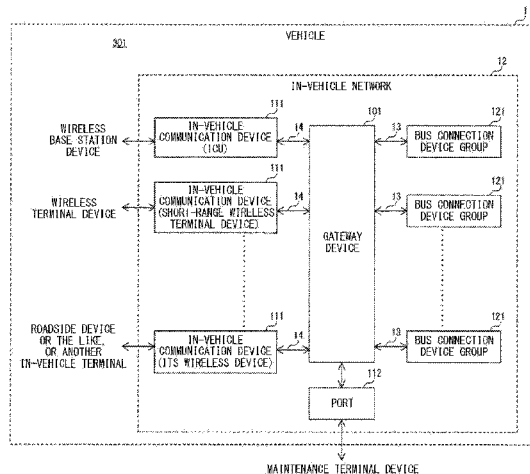 1
VEHICLE
301
12
IN-VEHICLE NETWORK
WIRELESS
BASE STATION
DEVICE
111
IN-VEHICLE
COMMUNICATION DEVICE
(TCU)
14
101
GATEWAY
DEVICE
13
121
BUS CONNECTION
DEVICE GROUP
WIRELESS
TERMINAL DEVICE
111
IN-VEHICLE
COMMUNICATION DEVICE
(SHORT-RANGE WIRELESS
TERMINAL DEVICE)
14
13
121
BUS CONNECTION
DEVICE GROUP
ROADSIDE DEVICE
OR THE LIKE,
OR ANOTHER
IN-VEHICLE TERMINAL
111
IN-VEHICLE
COMMUNICATION DEVICE
(ITS WIRELESS DEVICE)
14
13
121
BUS CONNECTION
DEVICE GROUP
112
PORT
MAINTENANCE TERMINAL DEVICE